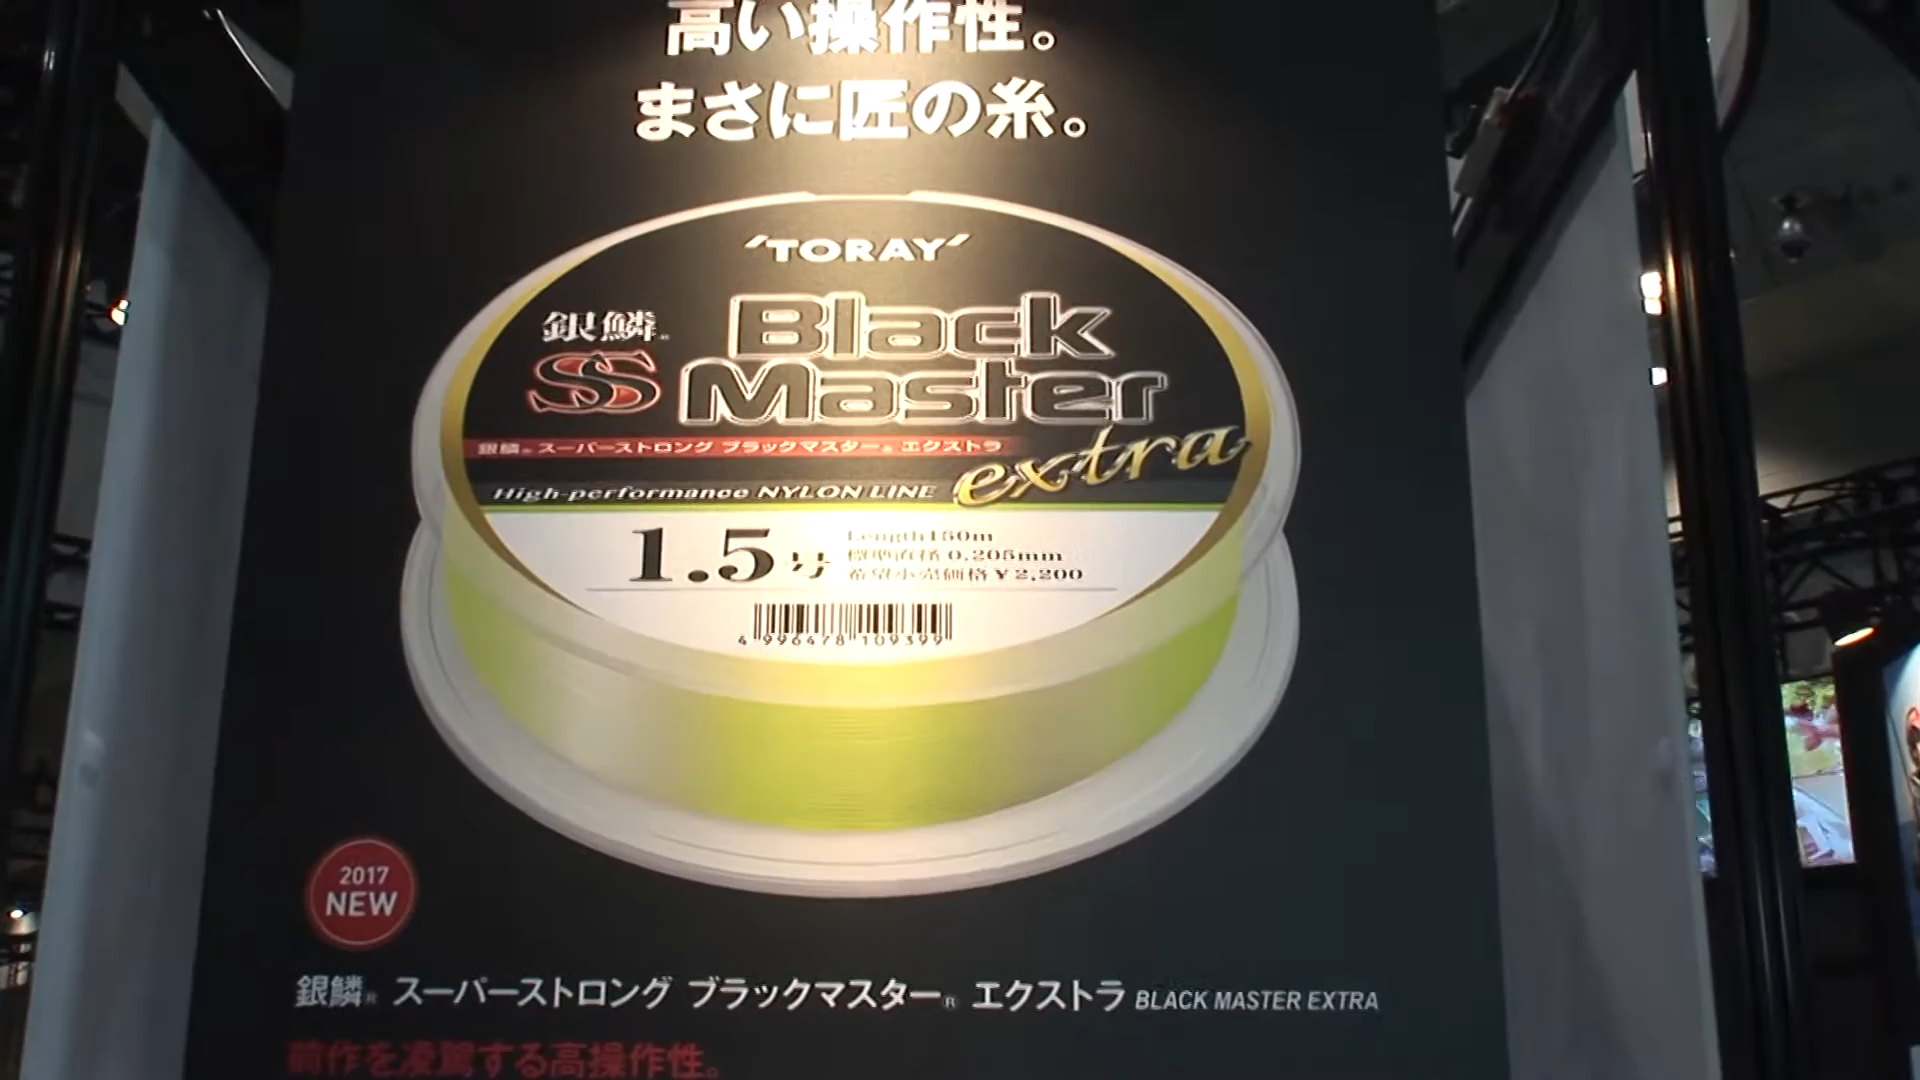 高い操作性。
まさに匠の糸。
'TORAY'
銀鱗® Black
SS Master
銀鱗® スーパーストロング ブラックマスター® エクストラ
extra
High-performance NYLON LINE
1.5号
Length150m
標準直径 0.205mm
希望小売価格 ¥2,200
4 996478 109399
2017
NEW
銀鱗® スーパーストロング ブラックマスター® エクストラ BLACK MASTER EXTRA
前作を凌駕する高操作性。